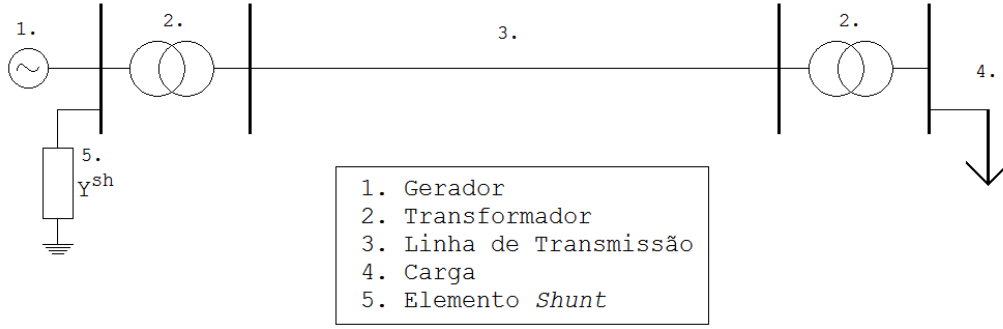 1.
2.
3.
2.
4.
5.
Y^sh
1. Gerador
2. Transformador
3. Linha de Transmissão
4. Carga
5. Elemento Shunt